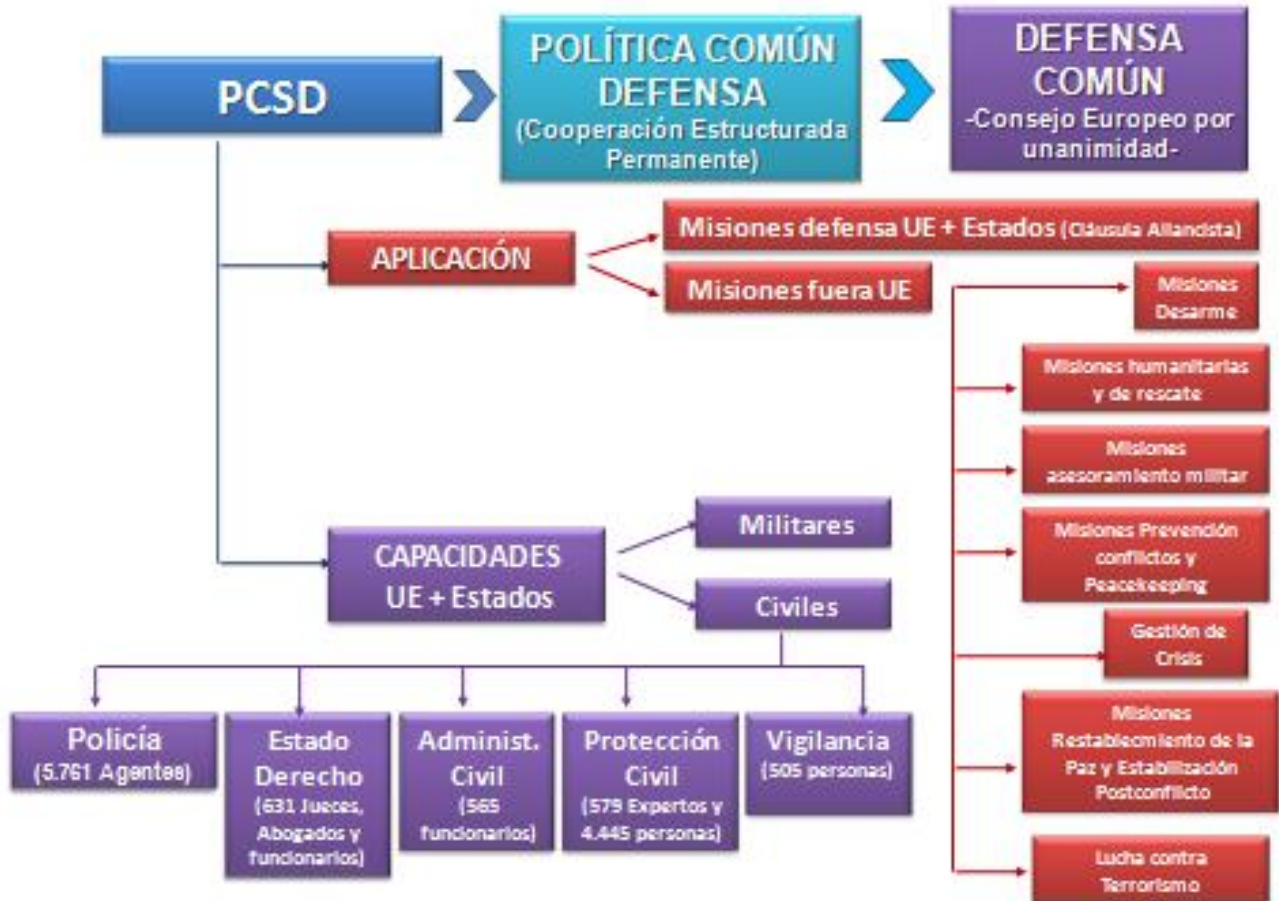 PCSD
POLÍTICA COMÚN
DEFENSA
(Cooperación Estructurada
Permanente)
DEFENSA
COMÚN
-Consejo Europeo por
unanimidad-
APLICACIÓN
Misiones defensa UE + Estados (Cláusula Aliancista)
Misiones fuera UE
Misiones
Desarme
Misiones humanitarias
y de rescate
Misiones
asesoramiento militar
Misiones Prevención
conflictos y
Peacekeeping
Gestión de
Crisis
Misiones
Restablecmiento de la
Paz y Estabilización
Postconflicto
Lucha contra
Terrorismo
CAPACIDADES
UE + Estados
Militares
Civiles
Policía
(5.761 Agentes)
Estado
Derecho
(631 Jueces,
Abogados y
funcionarios)
Administ.
Civil
(565
funcionarios)
Protección
Civil
(579 Expertos y
4.445 personas)
Vigilancia
(505 personas)